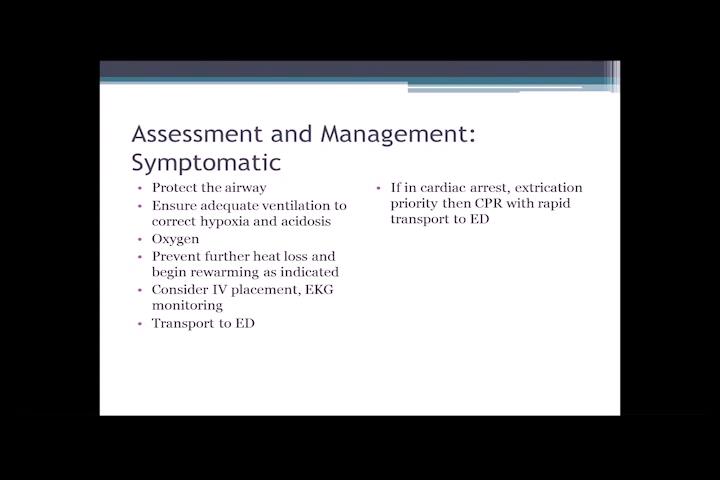 Assessment and Management:
Symptomatic
• Protect the airway
• Ensure adequate ventilation to
correct hypoxia and acidosis
• Oxygen
• Prevent further heat loss and
begin rewarming as indicated
• Consider IV placement, EKG
monitoring
• Transport to ED
• If in cardiac arrest, extrication
priority then CPR with rapid
transport to ED